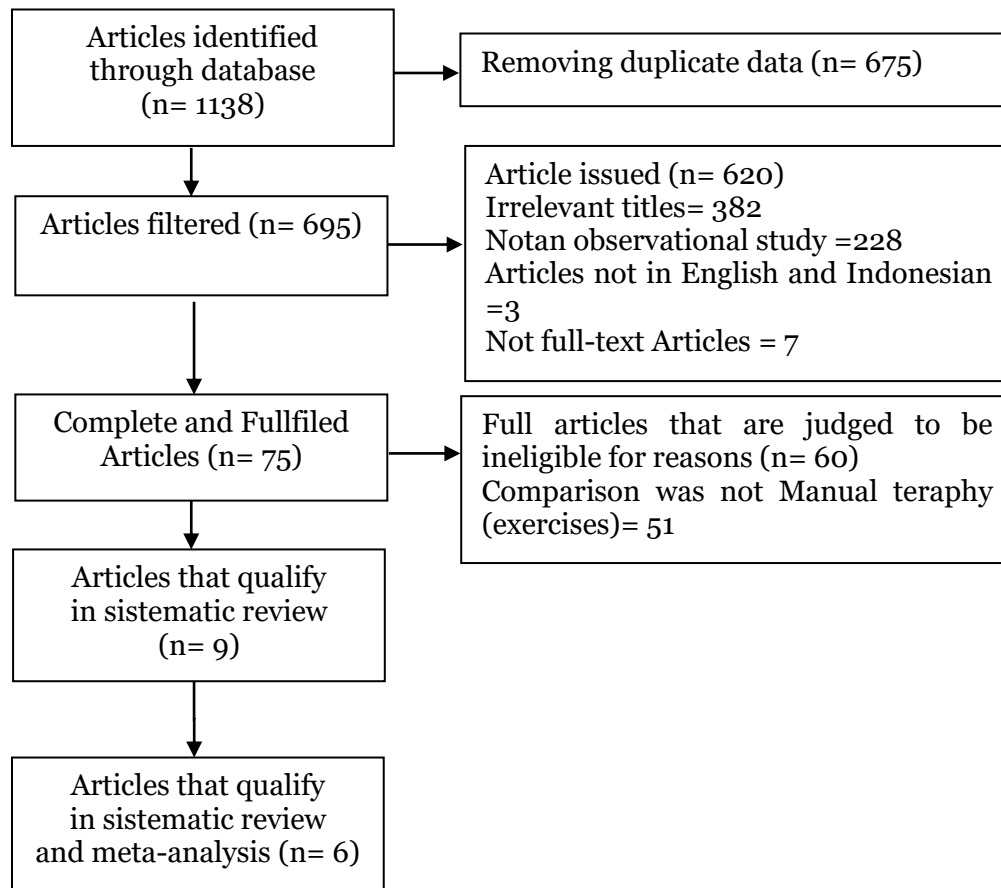 Articles identified
through database
(n= 1138)
Removing duplicate data (n= 675)
Articles filtered (n= 695)
Article issued (n= 620)
Irrelevant titles= 382
Notan observational study =228
Articles not in English and Indonesian
=3
Not full-text Articles = 7
Complete and Fullfiled
Articles (n= 75)
Full articles that are judged to be
ineligible for reasons (n= 60)
Comparison was not Manual teraphy
(exercises)= 51
Articles that qualify
in sistematic review
(n= 9)
Articles that qualify
in sistematic review
and meta-analysis (n= 6)